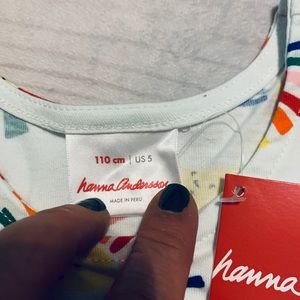 110 cm | US 5
hanna andersson
MADE IN PERU
hanna